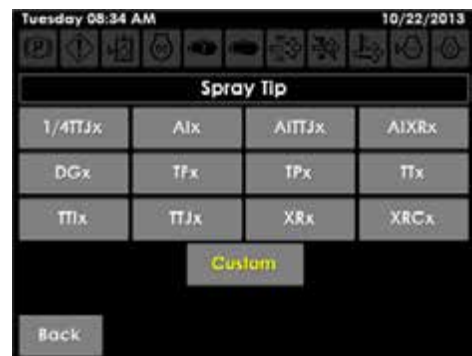 Tuesday 08:34 AM 10/22/2013
Spray Tip
1/4TTJx AIx AITTJx AIXRx
DGx TFx TPx TTx
TTIx TTJx XRx XRCx
Custom
Back